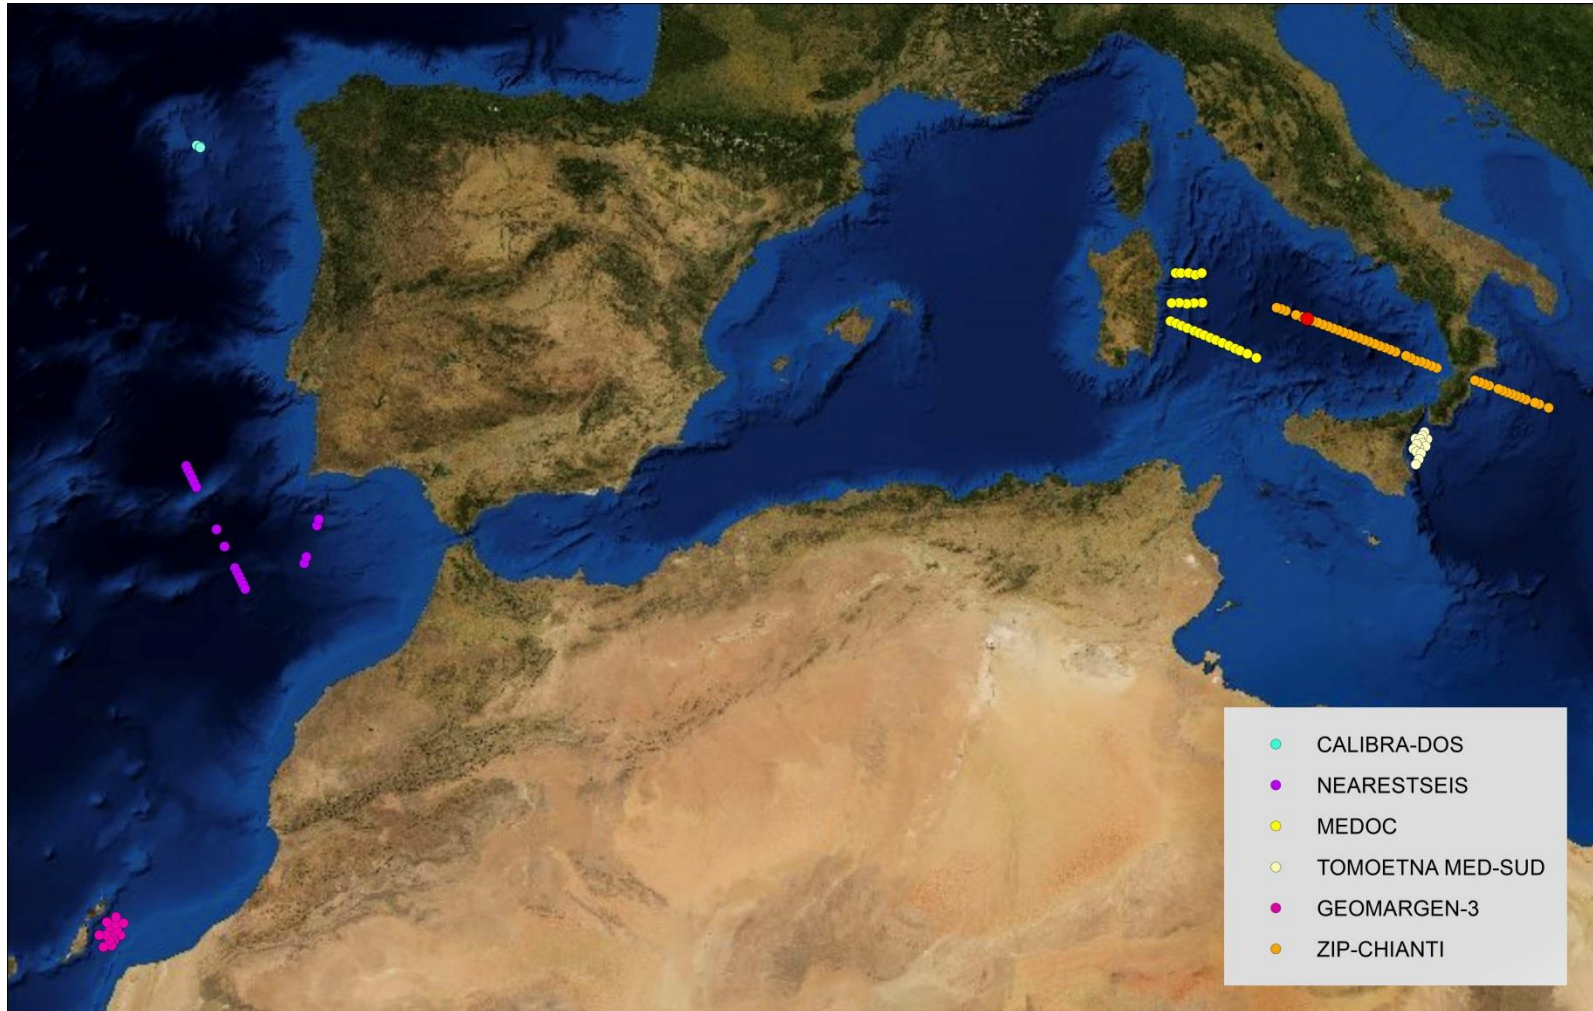 CALIBRA-DOS
NEARESTSEIS
MEDOC
TOMOETNA MED-SUD
GEOMARGEN-3
ZIP-CHIANTI